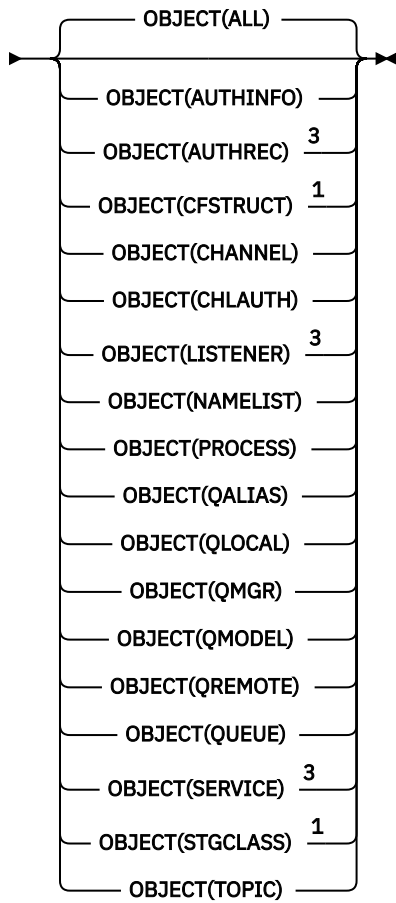 OBJECT(ALL)
OBJECT(AUTHINFO)
OBJECT(AUTHREC) 3
OBJECT(CFSTRUCT) 1
OBJECT(CHANNEL)
OBJECT(CHLAUTH)
OBJECT(LISTENER) 3
OBJECT(NAMELIST)
OBJECT(PROCESS)
OBJECT(QALIAS)
OBJECT(QLOCAL)
OBJECT(QMGR)
OBJECT(QMODEL)
OBJECT(QREMOTE)
OBJECT(QUEUE)
OBJECT(SERVICE) 3
OBJECT(STGCLASS) 1
OBJECT(TOPIC)